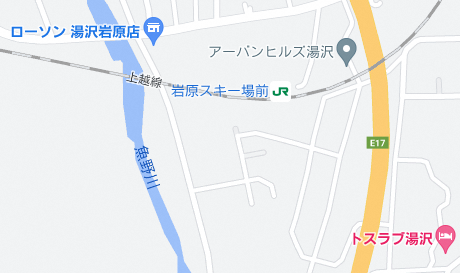 ローソン 湯沢岩原店
アーバンヒルズ湯沢
上越線
岩原スキー場前 JR
E17
魚野川
トスラブ湯沢